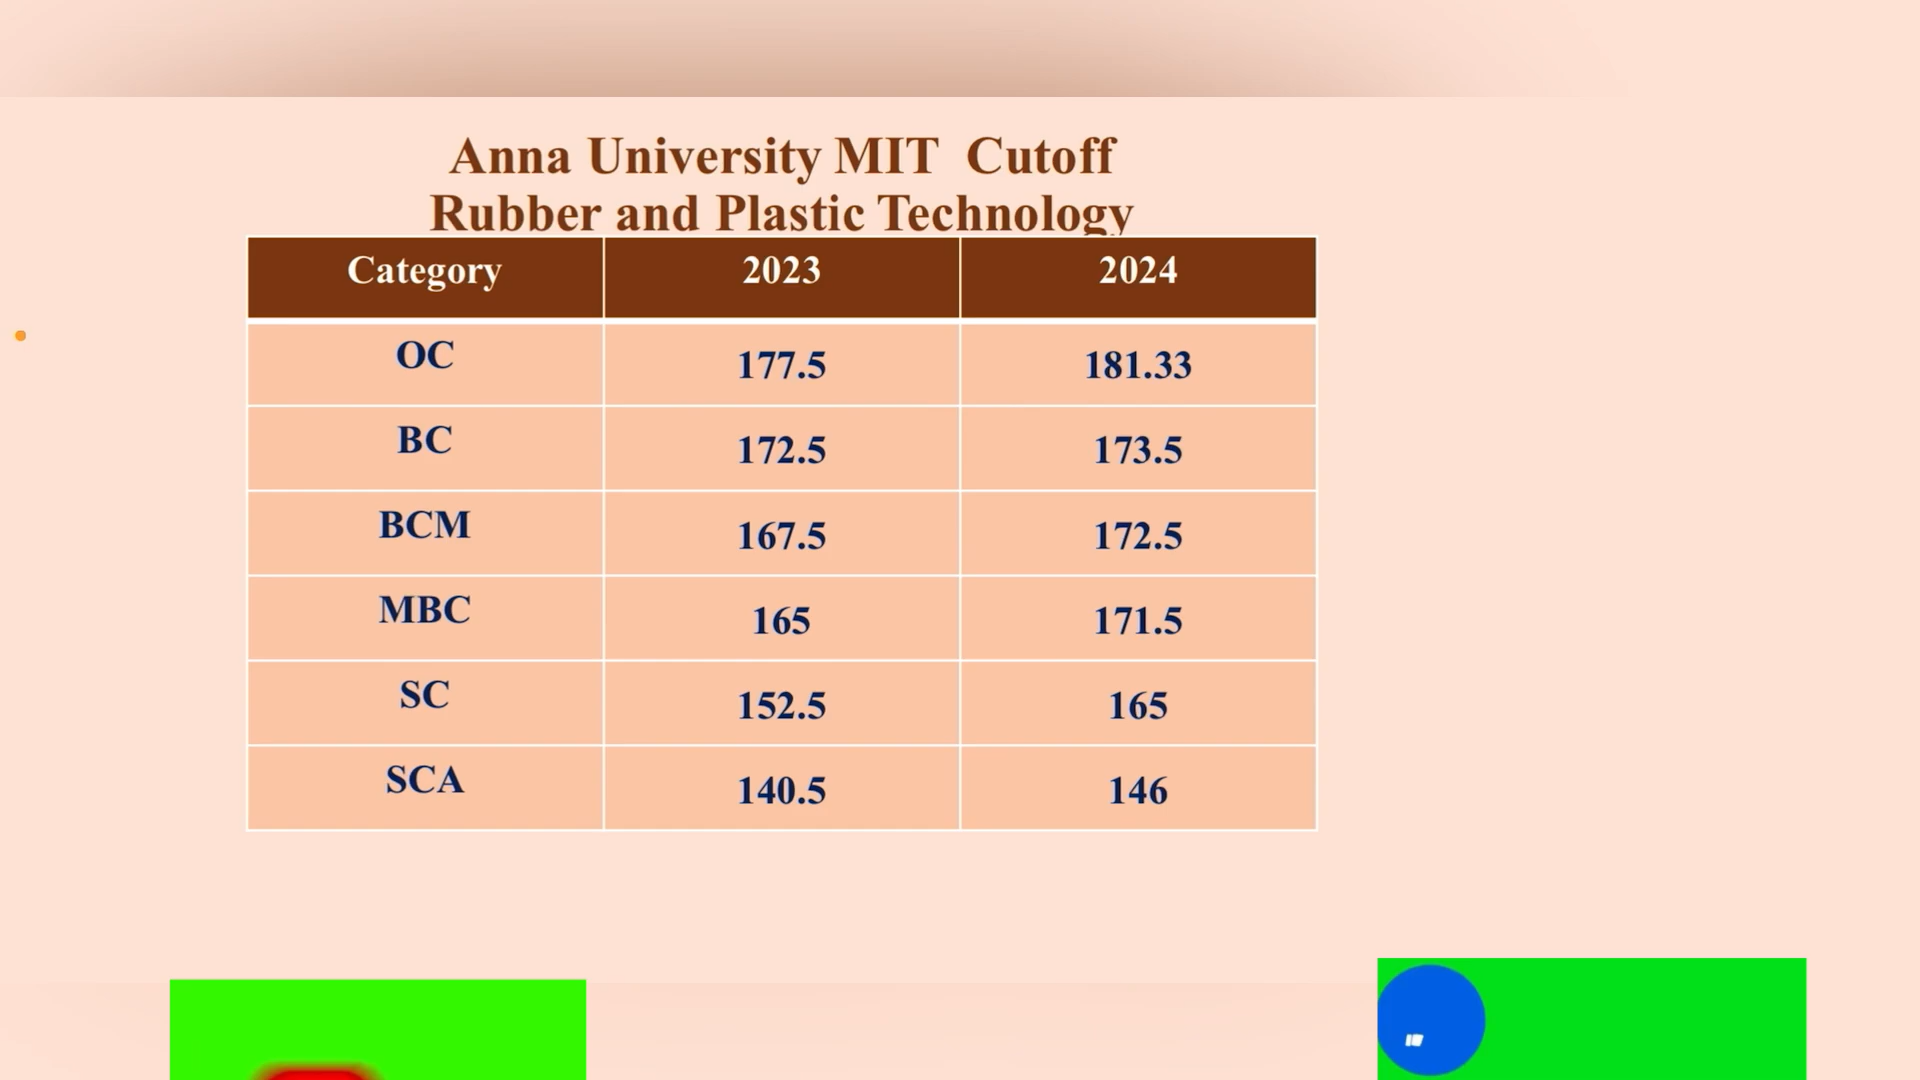 Anna University MIT  Cutoff
Rubber and Plastic Technology
Category 2023 2024
OC 177.5 181.33
BC 172.5 173.5
BCM 167.5 172.5
MBC 165 171.5
SC 152.5 165
SCA 140.5 146